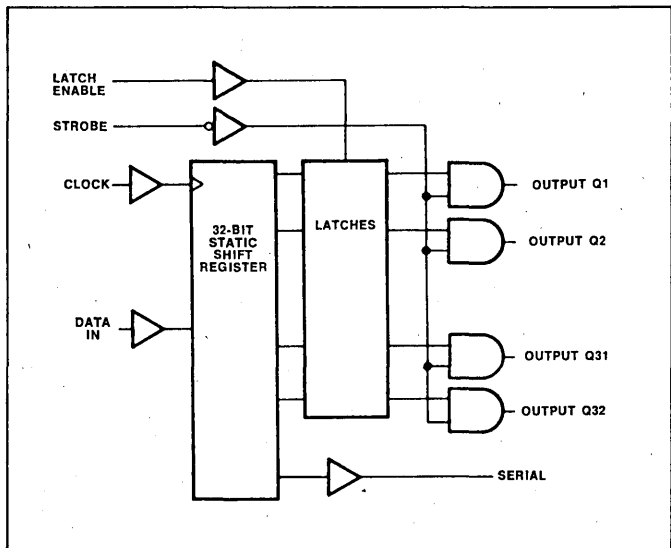 LATCH
ENABLE
STROBE
CLOCK
DATA
IN
32-BIT
STATIC
SHIFT
REGISTER
LATCHES
OUTPUT Q1
OUTPUT Q2
OUTPUT Q31
OUTPUT Q32
SERIAL